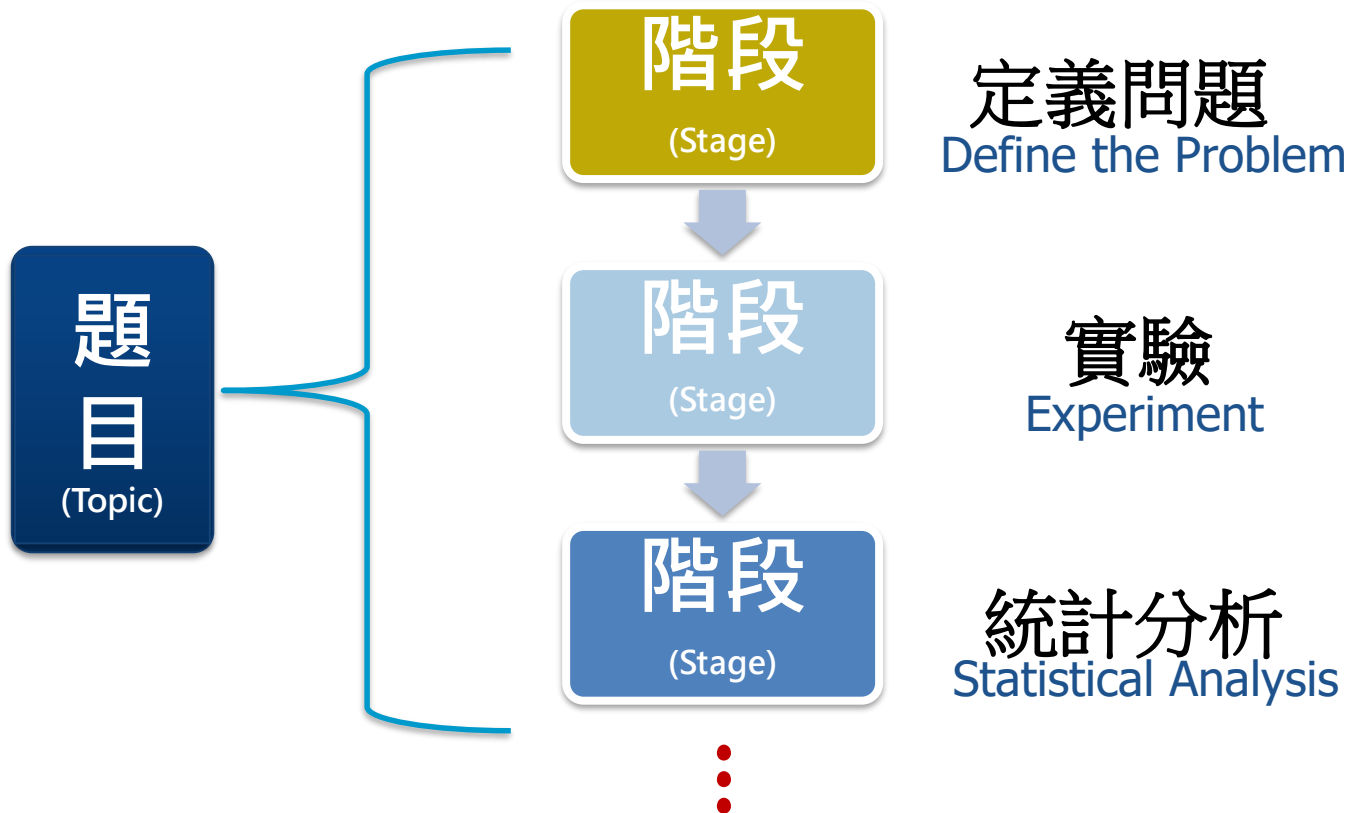 題
目
(Topic)
階段
(Stage)
定義問題
Define the Problem
階段
(Stage)
實驗
Experiment
階段
(Stage)
統計分析
Statistical Analysis